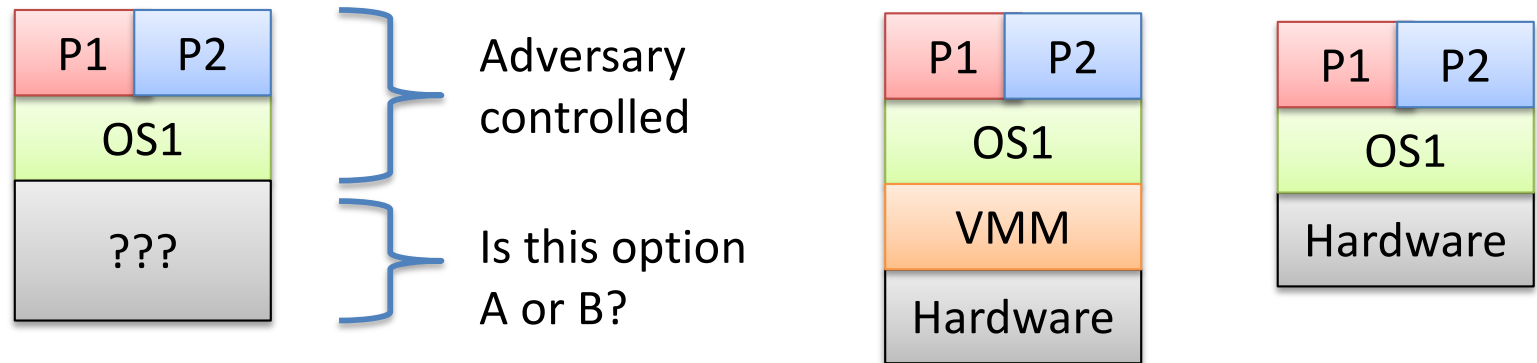 P1 P2
OS1
???
Adversary
controlled
Is this option
A or B?
P1 P2
OS1
VMM
Hardware
P1 P2
OS1
Hardware